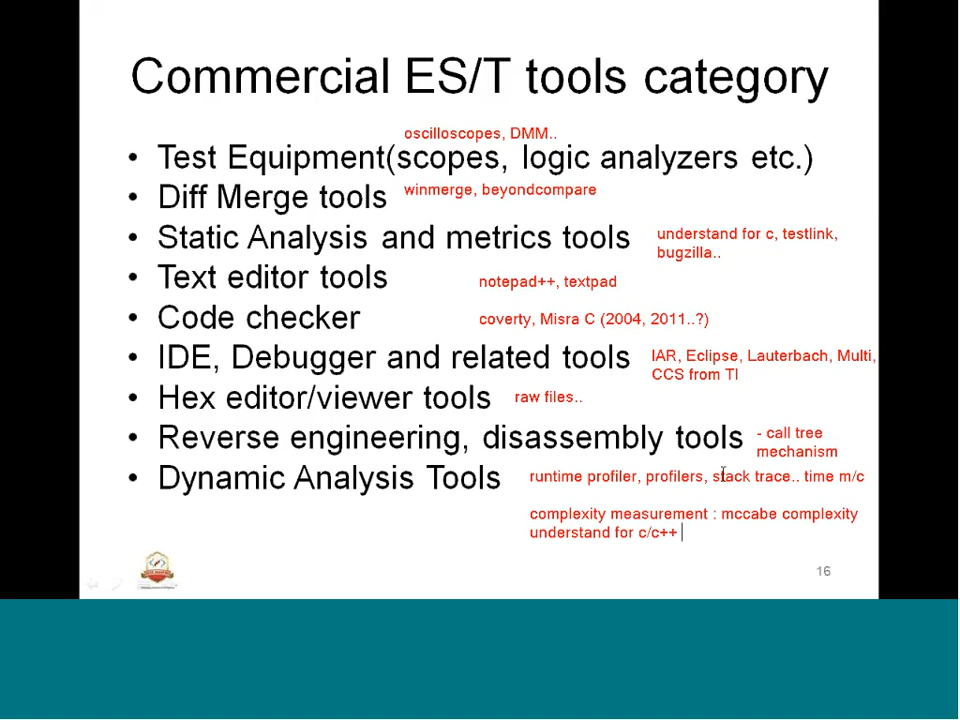 Commercial ES/T tools category
oscilloscopes, DMM..
• Test Equipment(scopes, logic analyzers etc.)
• Diff Merge tools winmerge, beyondcompare
• Static Analysis and metrics tools understand for c, testlink,
bugzilla..
• Text editor tools notepad++, textpad
• Code checker coverty, Misra C (2004, 2011..?)
• IDE, Debugger and related tools IAR, Eclipse, Lauterbach, Multi,
CCS from TI
• Hex editor/viewer tools raw files..
• Reverse engineering, disassembly tools - call tree
mechanism
• Dynamic Analysis Tools runtime profiler, profilers, stack trace.. time m/c
complexity measurement : mccabe complexity
understand for c/c++
16